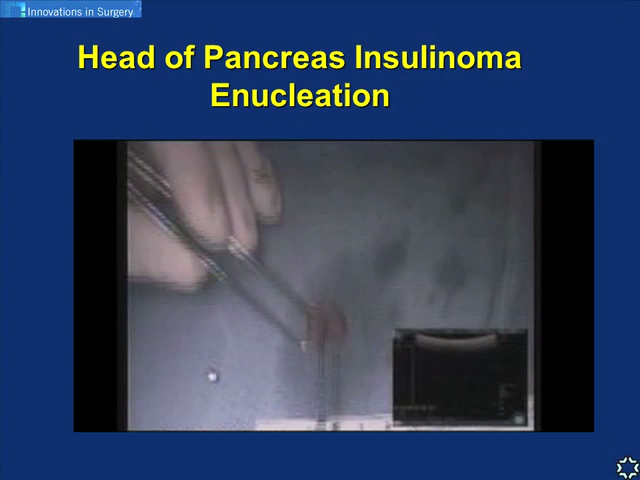 Innovations in Surgery
Head of Pancreas Insulinoma
Enucleation